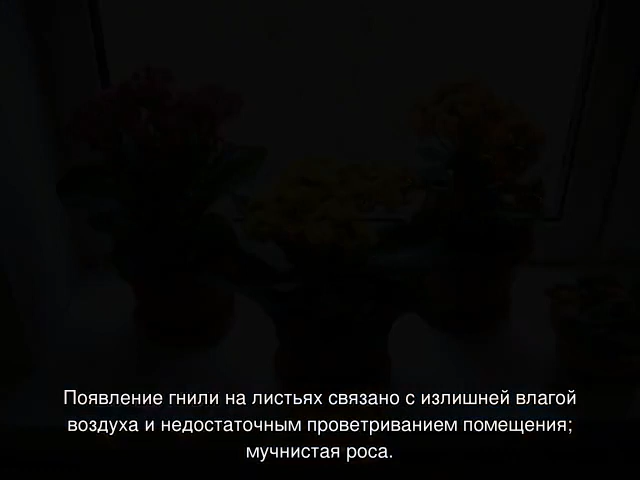 Появление гнили на листьях связано с излишней влагой
воздуха и недостаточным проветриванием помещения;
мучнистая роса.